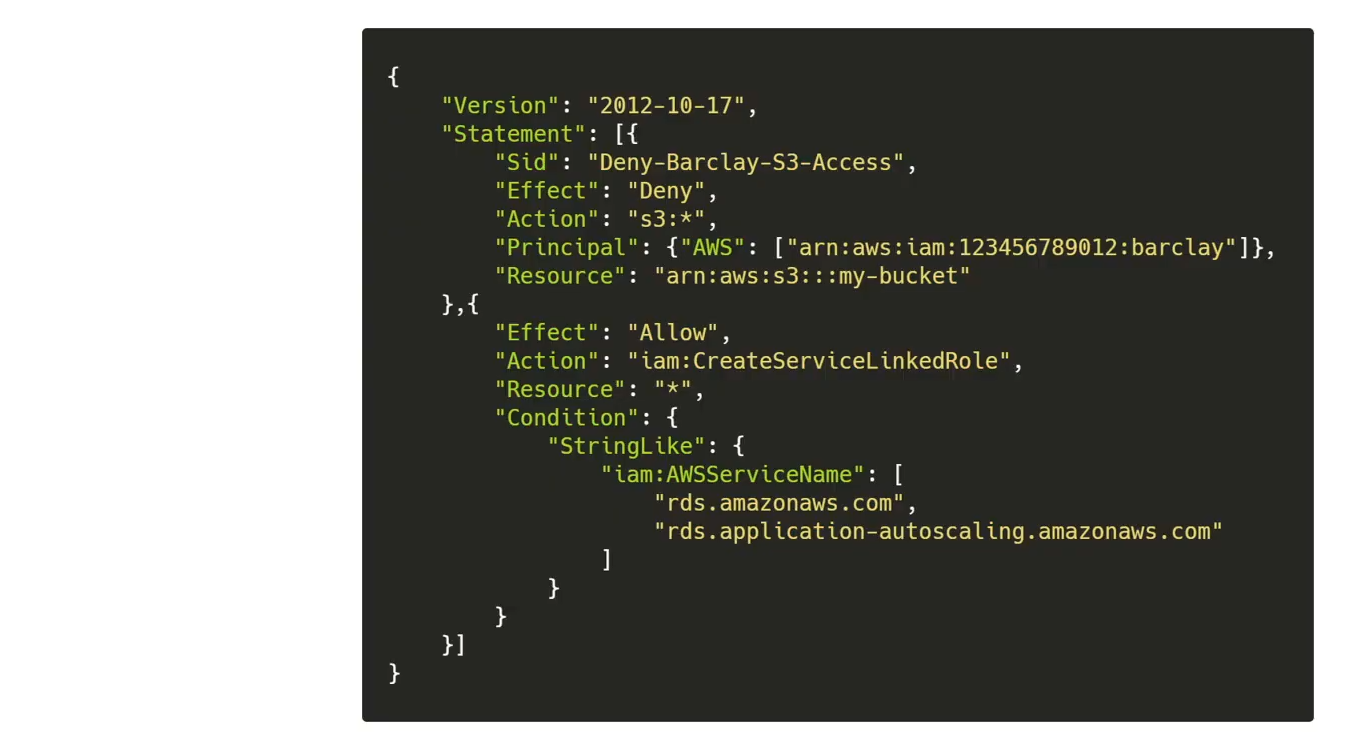 {
"Version": "2012-10-17",
"Statement": [{
"Sid": "Deny-Barclay-S3-Access",
"Effect": "Deny",
"Action": "s3:*",
"Principal": {"AWS": ["arn:aws:iam:123456789012:barclay"]},
"Resource": "arn:aws:s3:::my-bucket"
},{
"Effect": "Allow",
"Action": "iam:CreateServiceLinkedRole",
"Resource": "*",
"Condition": {
"StringLike": {
"iam:AWSServiceName": [
"rds.amazonaws.com",
"rds.application-autoscaling.amazonaws.com"
]
}
}
}]
}